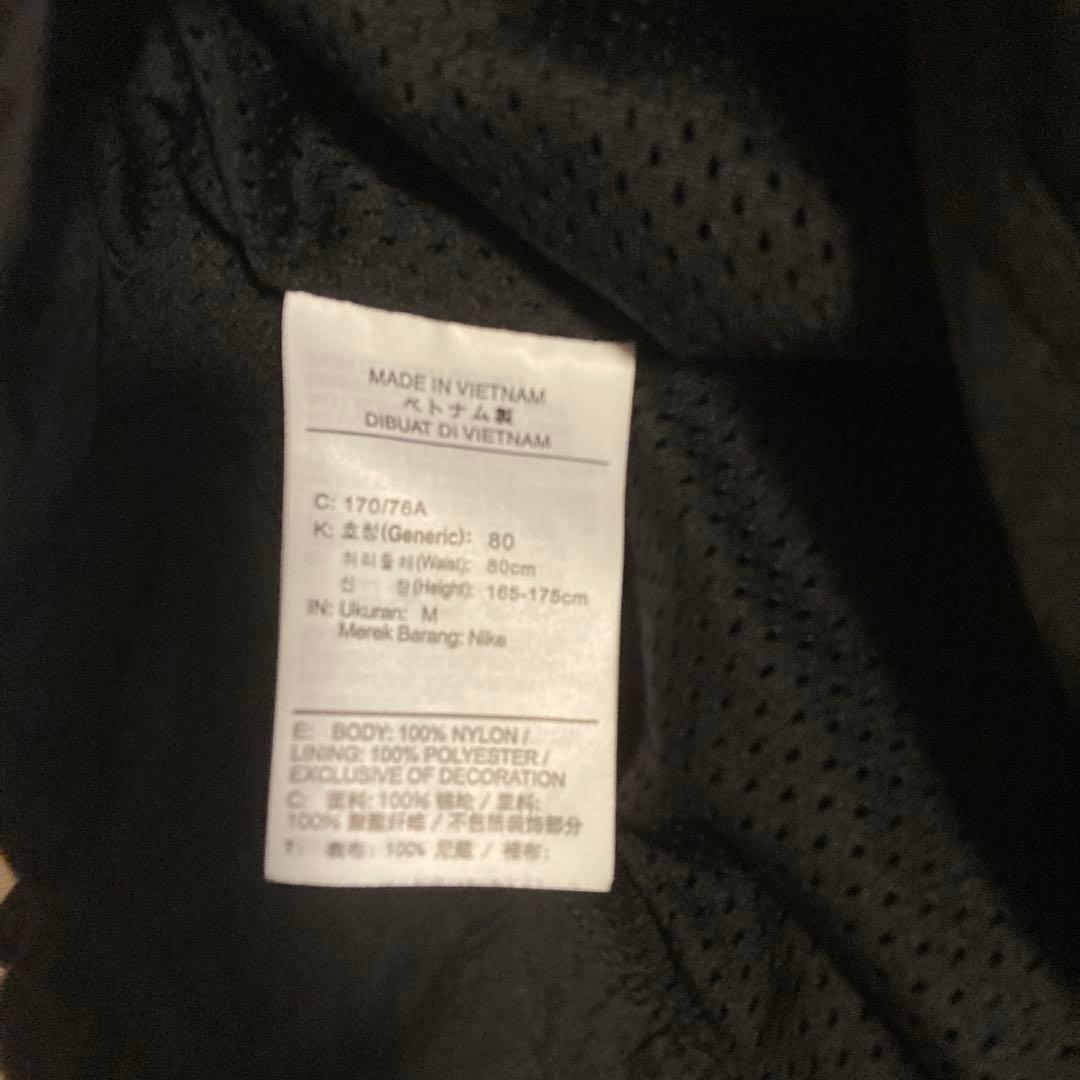 MADE IN VIETNAM
ベトナム製
DIBUAT DI VIETNAM
C: 170/76A
K: 호칭(Generic): 80
허리둘레(Waist): 80cm
신 장(Height): 165-175cm
IN: Ukuran: M
Merek Barang: Nike
E: BODY: 100% NYLON /
LINING: 100% POLYESTER /
EXCLUSIVE OF DECORATION
C: 面料: 100% 锦纶 / 里料:
100% 聚酯纤维 / 不包括装饰部分
T: 表布: 100% 尼龍 / 裡布: